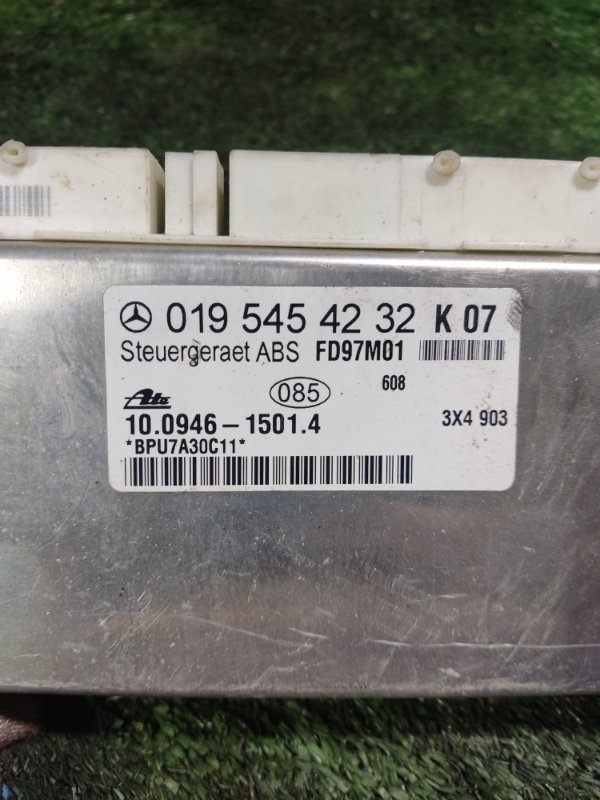 019 545 42 32 K 07
Steuergeraet ABS FD97M01
Ate 085 608
10.0946-1501.4 3X4 903
*BPU7A30C11*